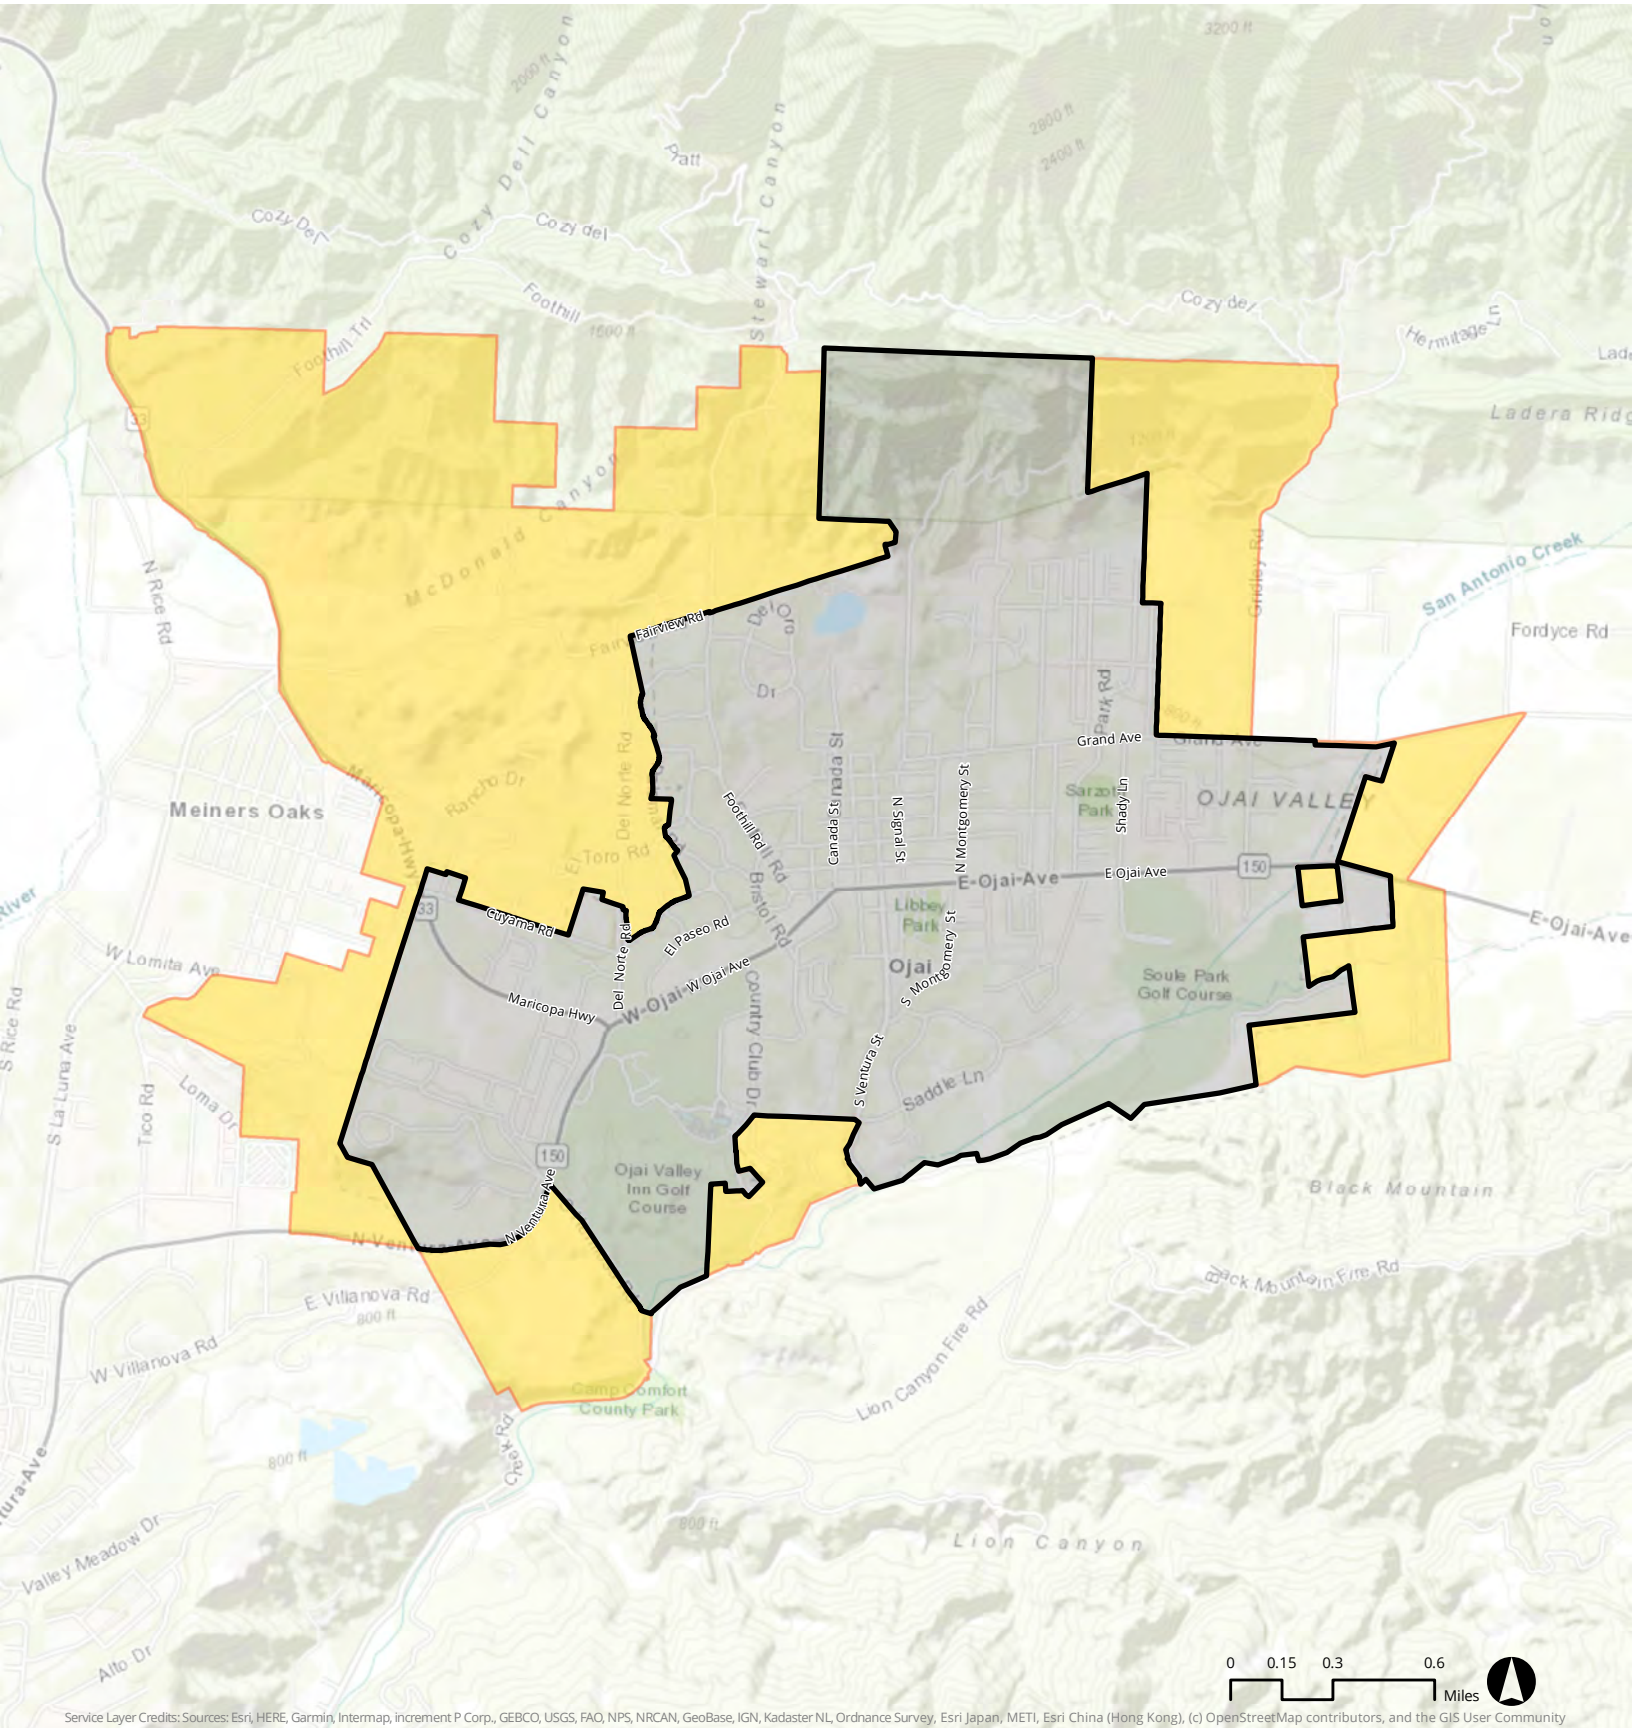 3200 ft
2000 ft
Cozy Dell Canyon
2800 ft
2400 ft
Pratt
Stewart Canyon
Cozy Del
Cozy del
Foothill
1600 ft
Cozy del
Hermitage Ln
Foothill Trl
Ladera Ridg
33
1200 ft
McDonald Canyon
N Rice Rd
Gridley Rd
San Antonio Creek
Fordyce Rd
Fairview Rd
Del Oro
Dr
Park Rd
800 ft
Grand Ave
Grand Ave
Maricopa Hwy
Rancho Dr
Del Norte Rd
Meiners Oaks
Foothill Rd
Canada St
Canada St
N Signal St
N Montgomery St
Sarzotti
Park
Shady Ln
OJAI VALLEY
El Toro Rd
150
E Ojai Ave
E-Ojai-Ave
Bristol Rd
River
33
Cuyama Rd
Libbey
Park
E-Ojai-Ave
El Paseo Rd
Del Norte Rd
W Lomita Ave
W-Ojai-Ave
W Ojai Ave
Ojai
S Montgomery St
Soule Park
Golf Course
Maricopa Hwy
Country Club Dr
S Rice Rd
S La Luna Ave
Tico Rd
Loma Dr
S Ventura St
Saddle Ln
150
Ojai Valley
Inn Golf
Course
Black Mountain
N Ventura Ave
N Ventura Ave
Black Mountain Fire Rd
E Villanova Rd
800 ft
W Villanova Rd
Lion Canyon Fire Rd
Camp Comfort
County Park
Creek Rd
800 ft
tura-Ave
800 ft
Lion Canyon
Valley Meadow Dr
Alto Dr
0 0.15 0.3 0.6
Miles
Service Layer Credits: Sources: Esri, HERE, Garmin, Intermap, increment P Corp., GEBCO, USGS, FAO, NPS, NRCAN, GeoBase, IGN, Kadaster NL, Ordnance Survey, Esri Japan, METI, Esri China (Hong Kong), (c) OpenStreetMap contributors, and the GIS User Community